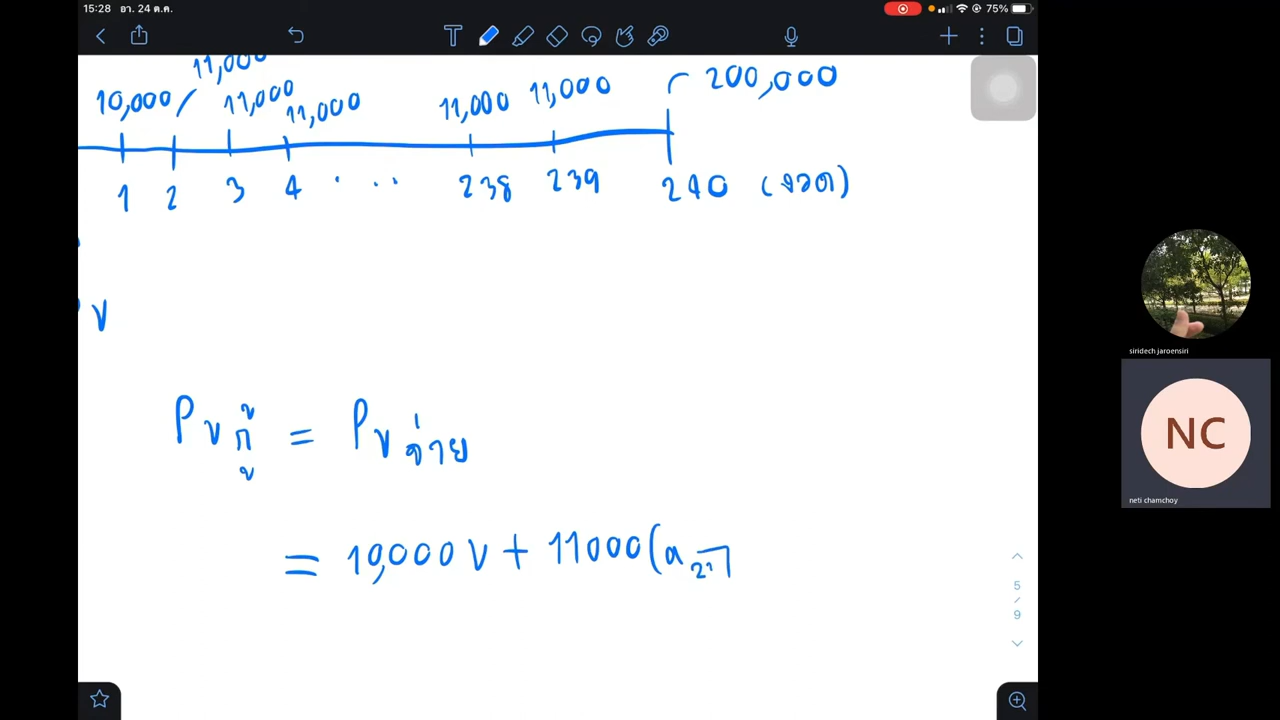 15:28 อา. 24 ต.ค.
75%
11,000
10,000
11,000
11,000
11,000
11,000
200,000
1 2 3 4 ... 238 239 240 (งวด)
V
PV กู้ = PV จ่าย
= 10,000 V + 11000(a
5
9
siridech jaroensiri
NC
neti chamchoy